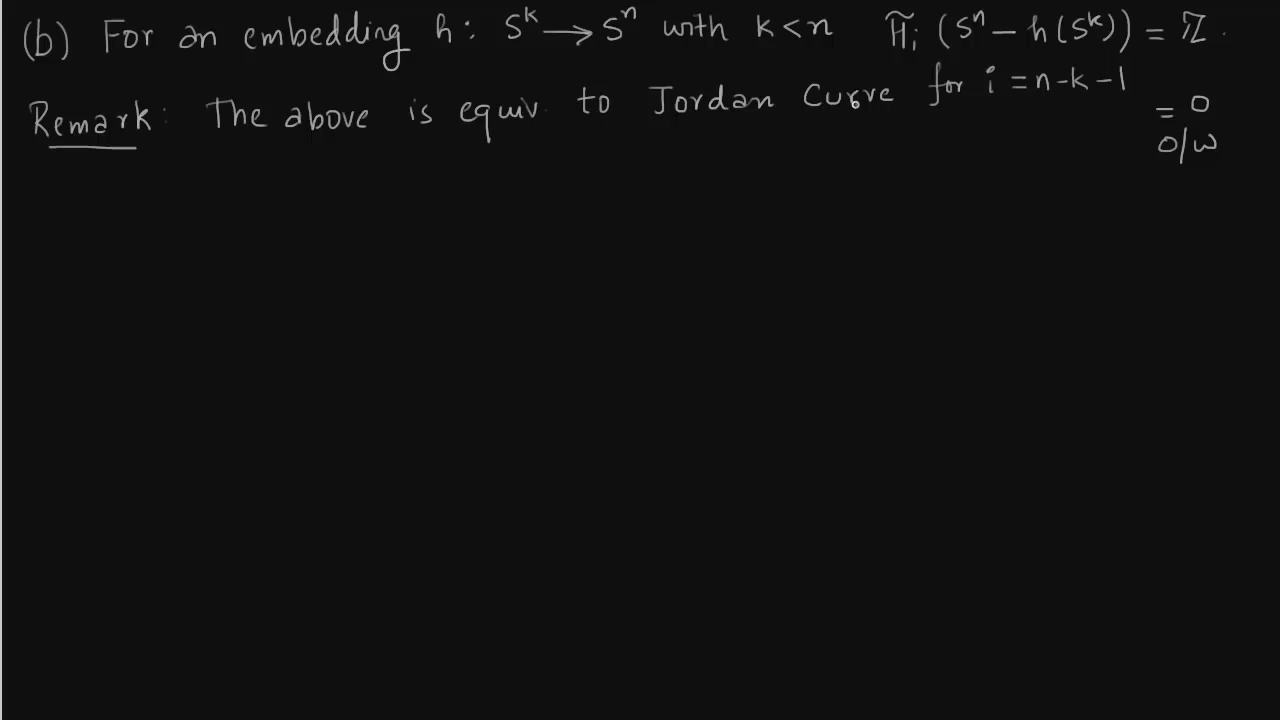 (b) For an embedding h: S^k → S^n with k < n H̃_i (S^n − h(S^k)) = ℤ.
for i = n-k-1
= 0
o/w
Remark: The above is equiv. to Jordan Curve